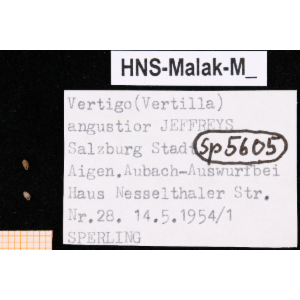 HNS-Malak-M_
Vertigo(Vertilla)
angustior JEFFREYS
Salzburg Stadt
Sp5605
Aigen.Aubach-Auswurfbei
Haus Nesselthaler Str.
Nr.28. 14.5.1954/1
SPERLING